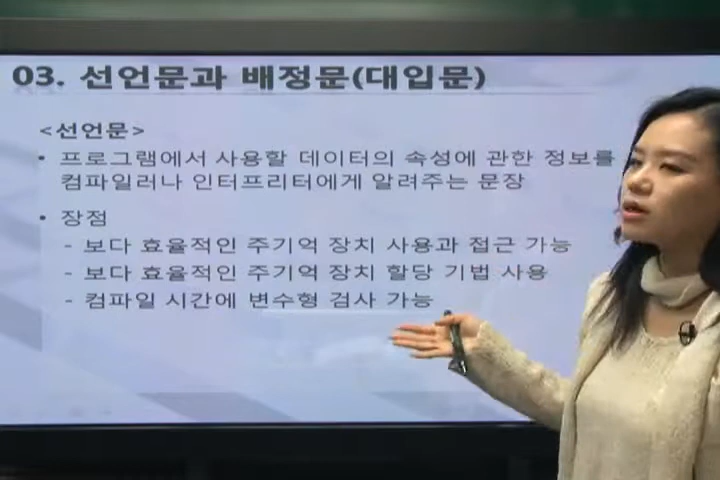 03. 선언문과 배정문(대입문)
<선언문>
• 프로그램에서 사용할 데이터의 속성에 관한 정보를
컴파일러나 인터프리터에게 알려주는 문장
• 장점
- 보다 효율적인 주기억 장치 사용과 접근 가능
- 보다 효율적인 주기억 장치 할당 기법 사용
- 컴파일 시간에 변수형 검사 가능